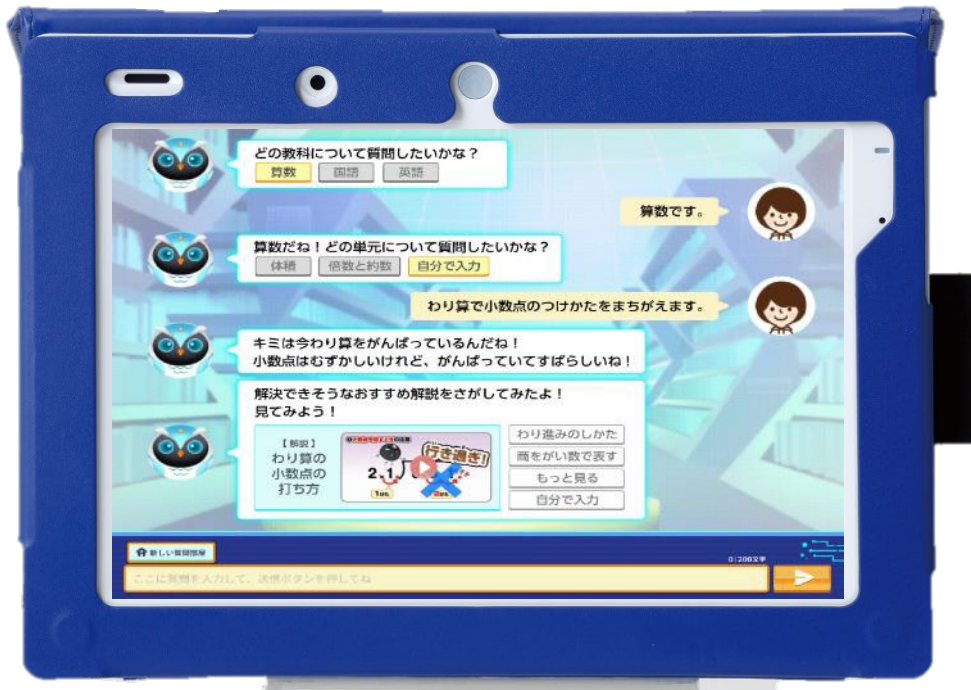 どの教科について質問したいかな？
算数 国語 英語
算数です。
算数だね！どの単元について質問したいかな？
体積 倍数と約数 自分で入力
わり算で小数点のつけかたをまちがえます。
キミは今わり算をがんばっているんだね！
小数点はむずかしいけれど、がんばっていてすばらしいね！
解決できそうなおすすめ解説をさがしてみたよ！
見てみよう！
【解説】
わり算の
小数点の
打ち方
行き過ぎ！
2.1
わり進みのしかた
商をがい数で表す
もっと見る
自分で入力
新しい質問部屋
0/200文字
ここに質問を入力して、送信ボタンを押してね